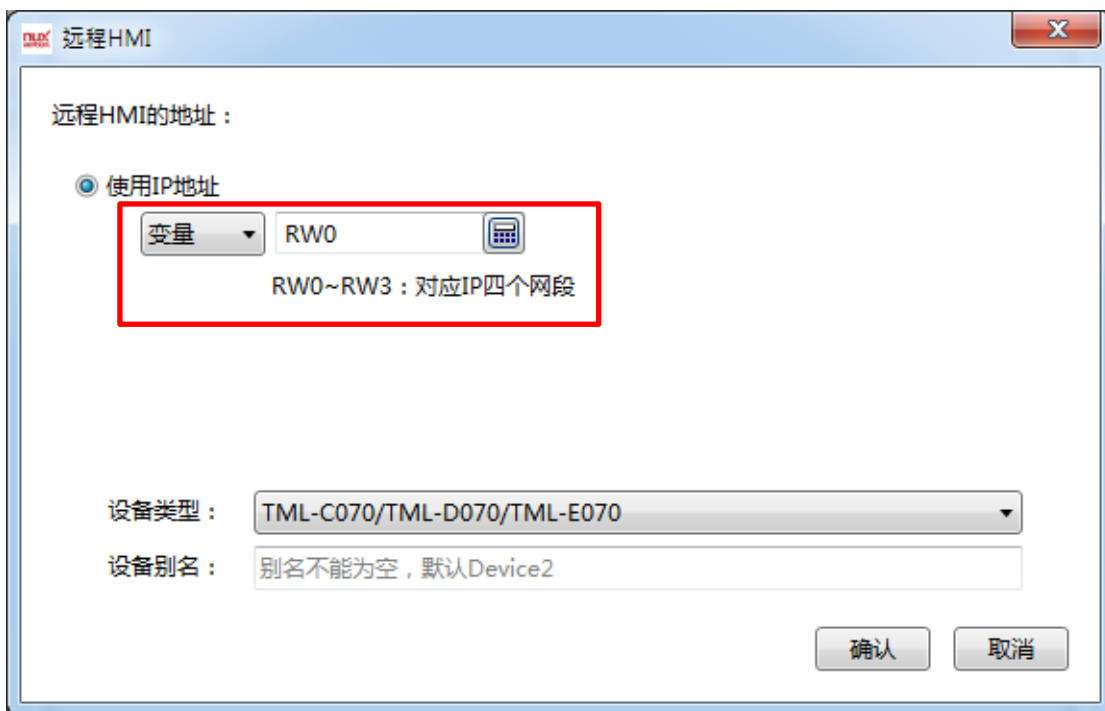 远程HMI
远程HMI的地址：
使用IP地址
变量 RW0
RW0~RW3：对应IP四个网段
设备类型： TML-C070/TML-D070/TML-E070
设备别名： 别名不能为空，默认Device2
确认 取消